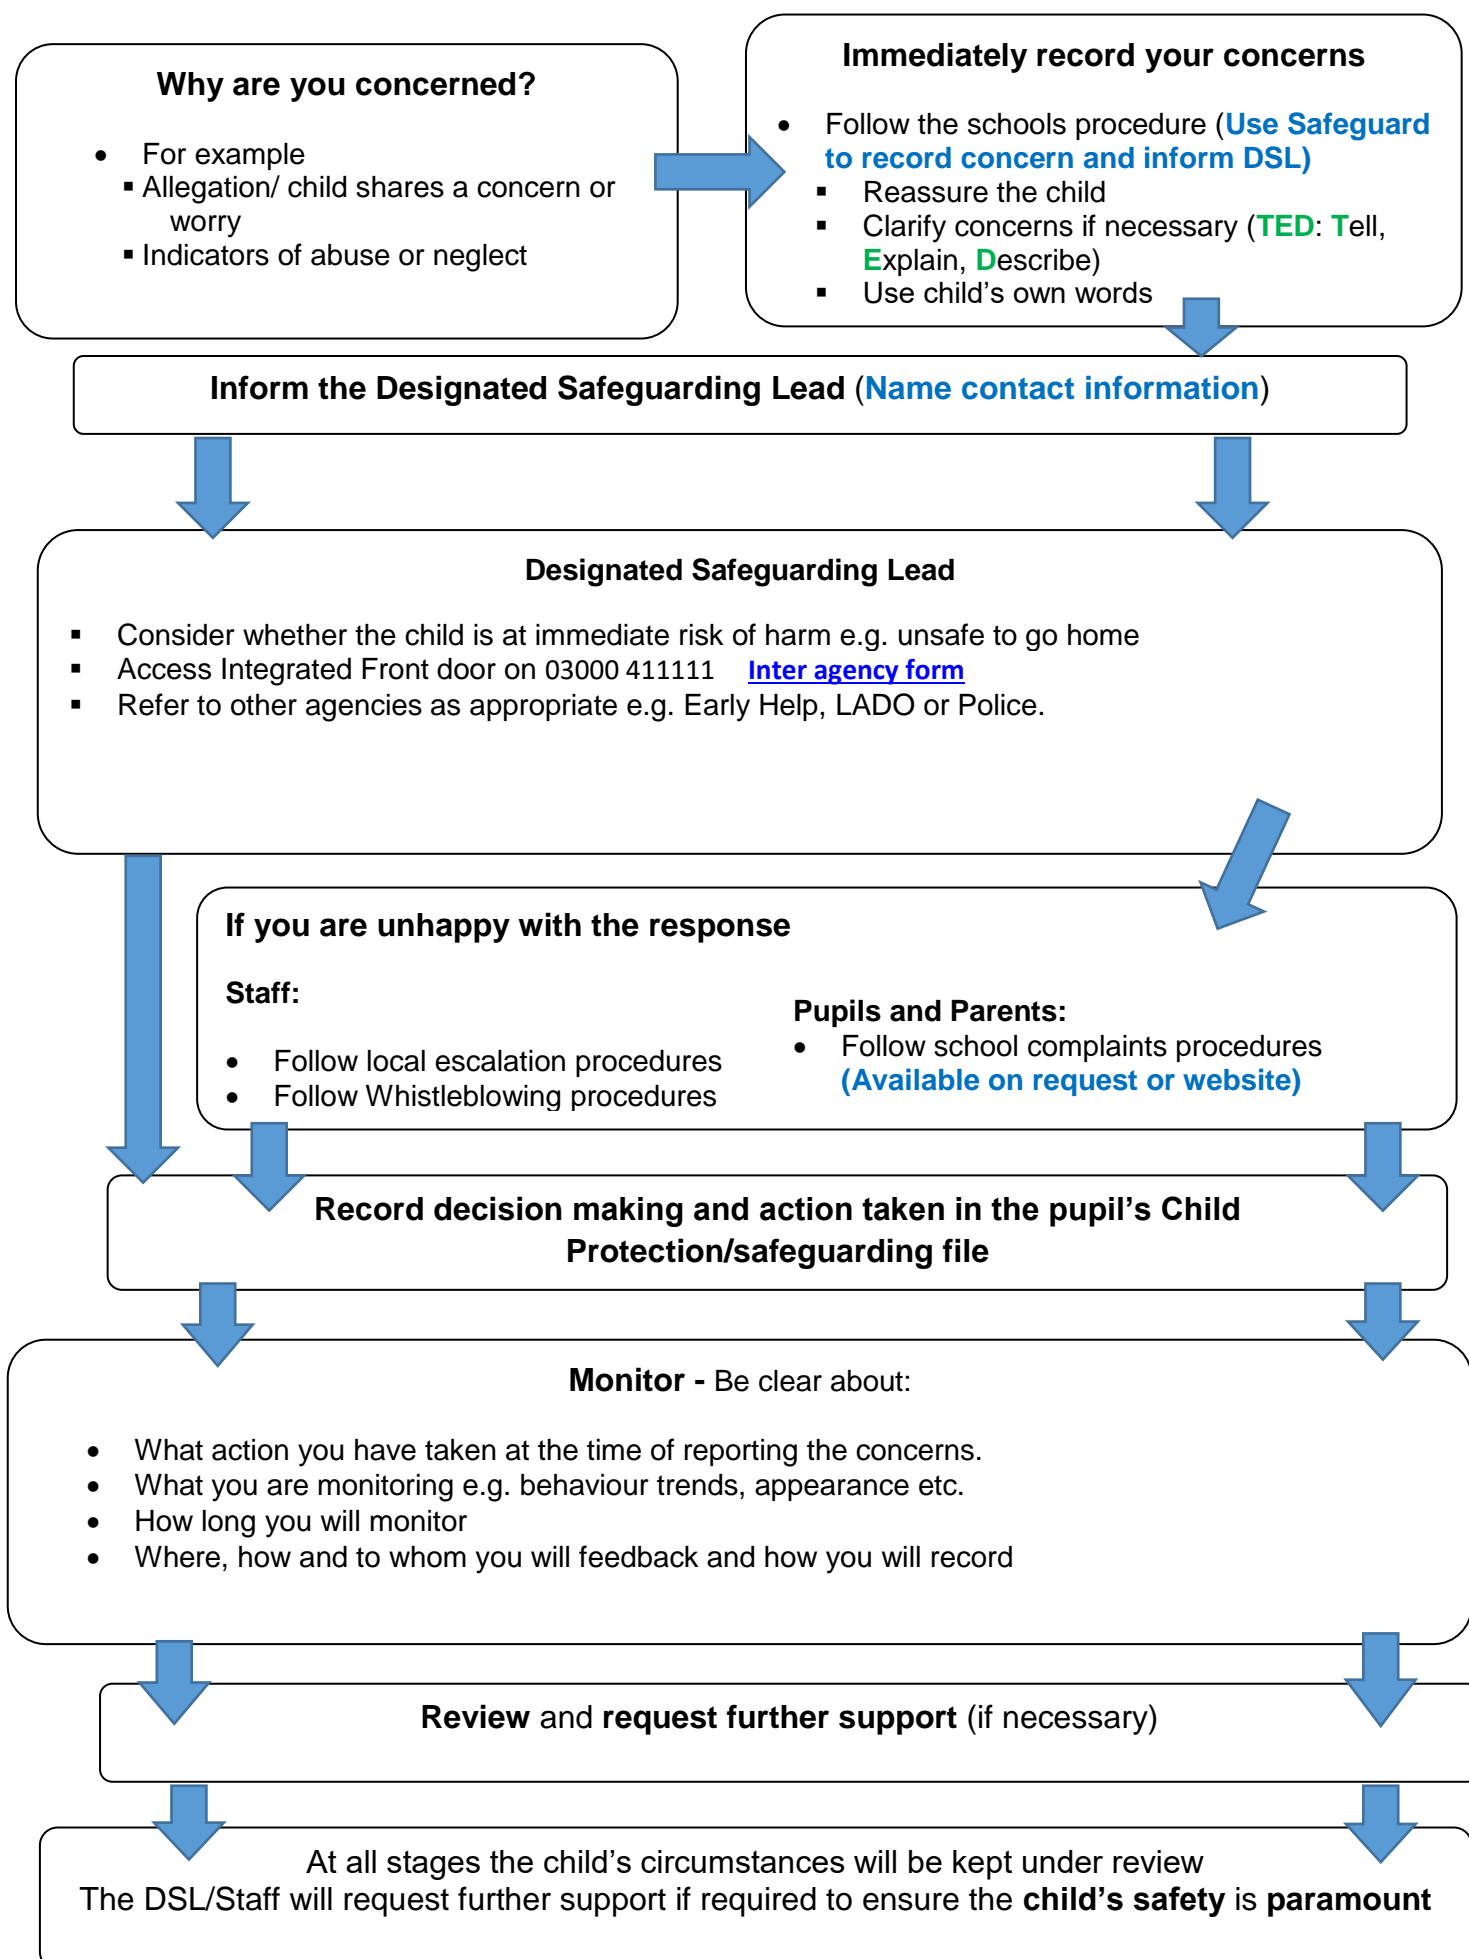 Why are you concerned?
• For example
▪ Allegation/ child shares a concern or
worry
▪ Indicators of abuse or neglect
Immediately record your concerns
• Follow the schools procedure (Use Safeguard
to record concern and inform DSL)
▪ Reassure the child
▪ Clarify concerns if necessary (TED: Tell,
Explain, Describe)
▪ Use child's own words
Inform the Designated Safeguarding Lead (Name contact information)
Designated Safeguarding Lead
▪ Consider whether the child is at immediate risk of harm e.g. unsafe to go home
▪ Access Integrated Front door on 03000 411111 Inter agency form
▪ Refer to other agencies as appropriate e.g. Early Help, LADO or Police.
If you are unhappy with the response
Staff:
• Follow local escalation procedures
• Follow Whistleblowing procedures
Pupils and Parents:
• Follow school complaints procedures
(Available on request or website)
Record decision making and action taken in the pupil's Child
Protection/safeguarding file
Monitor - Be clear about:
• What action you have taken at the time of reporting the concerns.
• What you are monitoring e.g. behaviour trends, appearance etc.
• How long you will monitor
• Where, how and to whom you will feedback and how you will record
Review and request further support (if necessary)
At all stages the child's circumstances will be kept under review
The DSL/Staff will request further support if required to ensure the child's safety is paramount